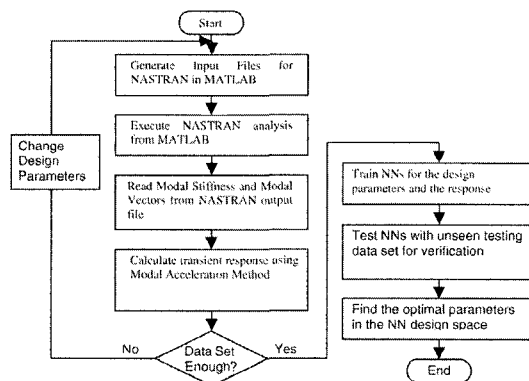 Start
Generate Input Files for
NASTRAN in MATLAB
Execute NASTRAN analysis
from MATLAB
Change
Design
Parameters
Read Modal Stiffness and Modal
Vectors from NASTRAN output
file
Calculate transient response using
Modal Acceleration Method
No
Data Set
Enough?
Yes
Train NNs for the design
parameters and the response
Test NNs with unseen testing
data set for verification
Find the optimal parameters
in the NN design space
End